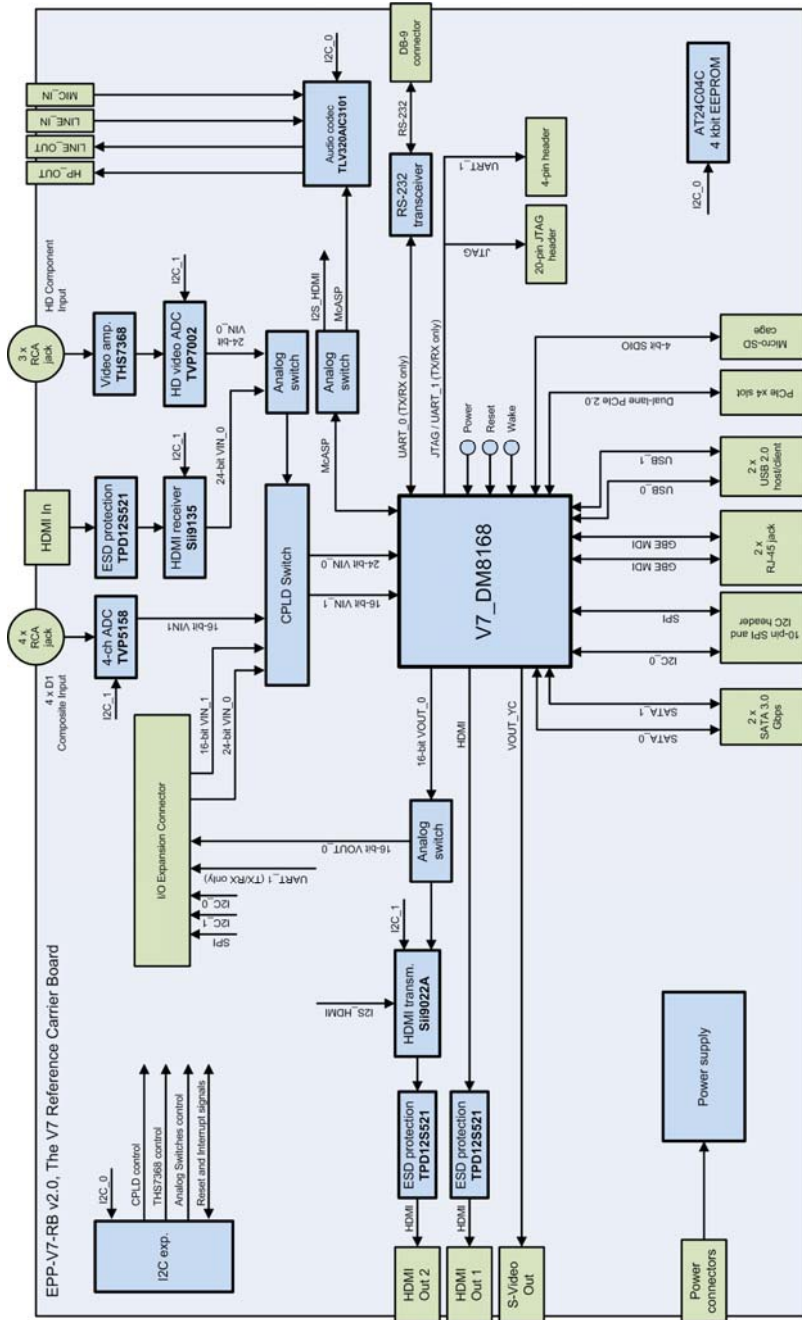 EPP-V7-RB v2.0, The V7 Reference Carrier Board
I2C_0
I2C exp.
CPLD control
THS7368 control
Analog Switches control
Reset and Interrupt signals
4 x D1
Composite Input
4 x
RCA
jack
I2C_1
4-ch ADC
TVP5158
16-bit VIN1
HDMI In
ESD protection
TPD12S521
I2C_1
HDMI receiver
SiI9135
24-bit VIN_0
3 x
RCA
jack
HD Component
Input
Video amp.
THS7368
I2C_1
HD video ADC
TVP7002
24-bit
VIN_0
HP_OUT
LINE_OUT
LINE_IN
MIC_IN
I2C_0
Audio codec
TLV320AIC3101
I/O Expansion Connector
16-bit VIN_1
24-bit VIN_0
SPI
I2C_1
I2C_0
UART_1 (TX/RX only)
16-bit VOUT_0
CPLD Switch
Analog
switch
Analog
switch
I2S_HDMI
McASP
McASP
16-bit VIN_1
24-bit VIN_0
RS-232
transceiver
RS-232
DB-9
connector
UART_0 (TX/RX only)
JTAG / UART_1 (TX/RX only)
JTAG
UART_1
20-pin JTAG
header
4-pin header
I2C_0
AT24C04C
4 kbit EEPROM
I2S_HDMI
I2C_1
HDMI transm.
SiI9022A
Analog
switch
16-bit VOUT_0
HDMI
VOUT_YC
V7_DM8168
Power
Reset
Wake
HDMI
Out 2
HDMI
ESD protection
TPD12S521
HDMI
Out 1
HDMI
ESD protection
TPD12S521
S-Video
Out
SATA_0
SATA_1
I2C_0
SPI
GBE MDI
GBE MDI
USB_0
USB_1
Dual-lane PCIe 2.0
4-bit SDIO
2 x
SATA 3.0
Gbps
10-pin SPI and
I2C header
2 x
RJ-45 jack
2 x
USB 2.0
host/client
PCIe x4 slot
Micro-SD
cage
Power
connectors
Power supply